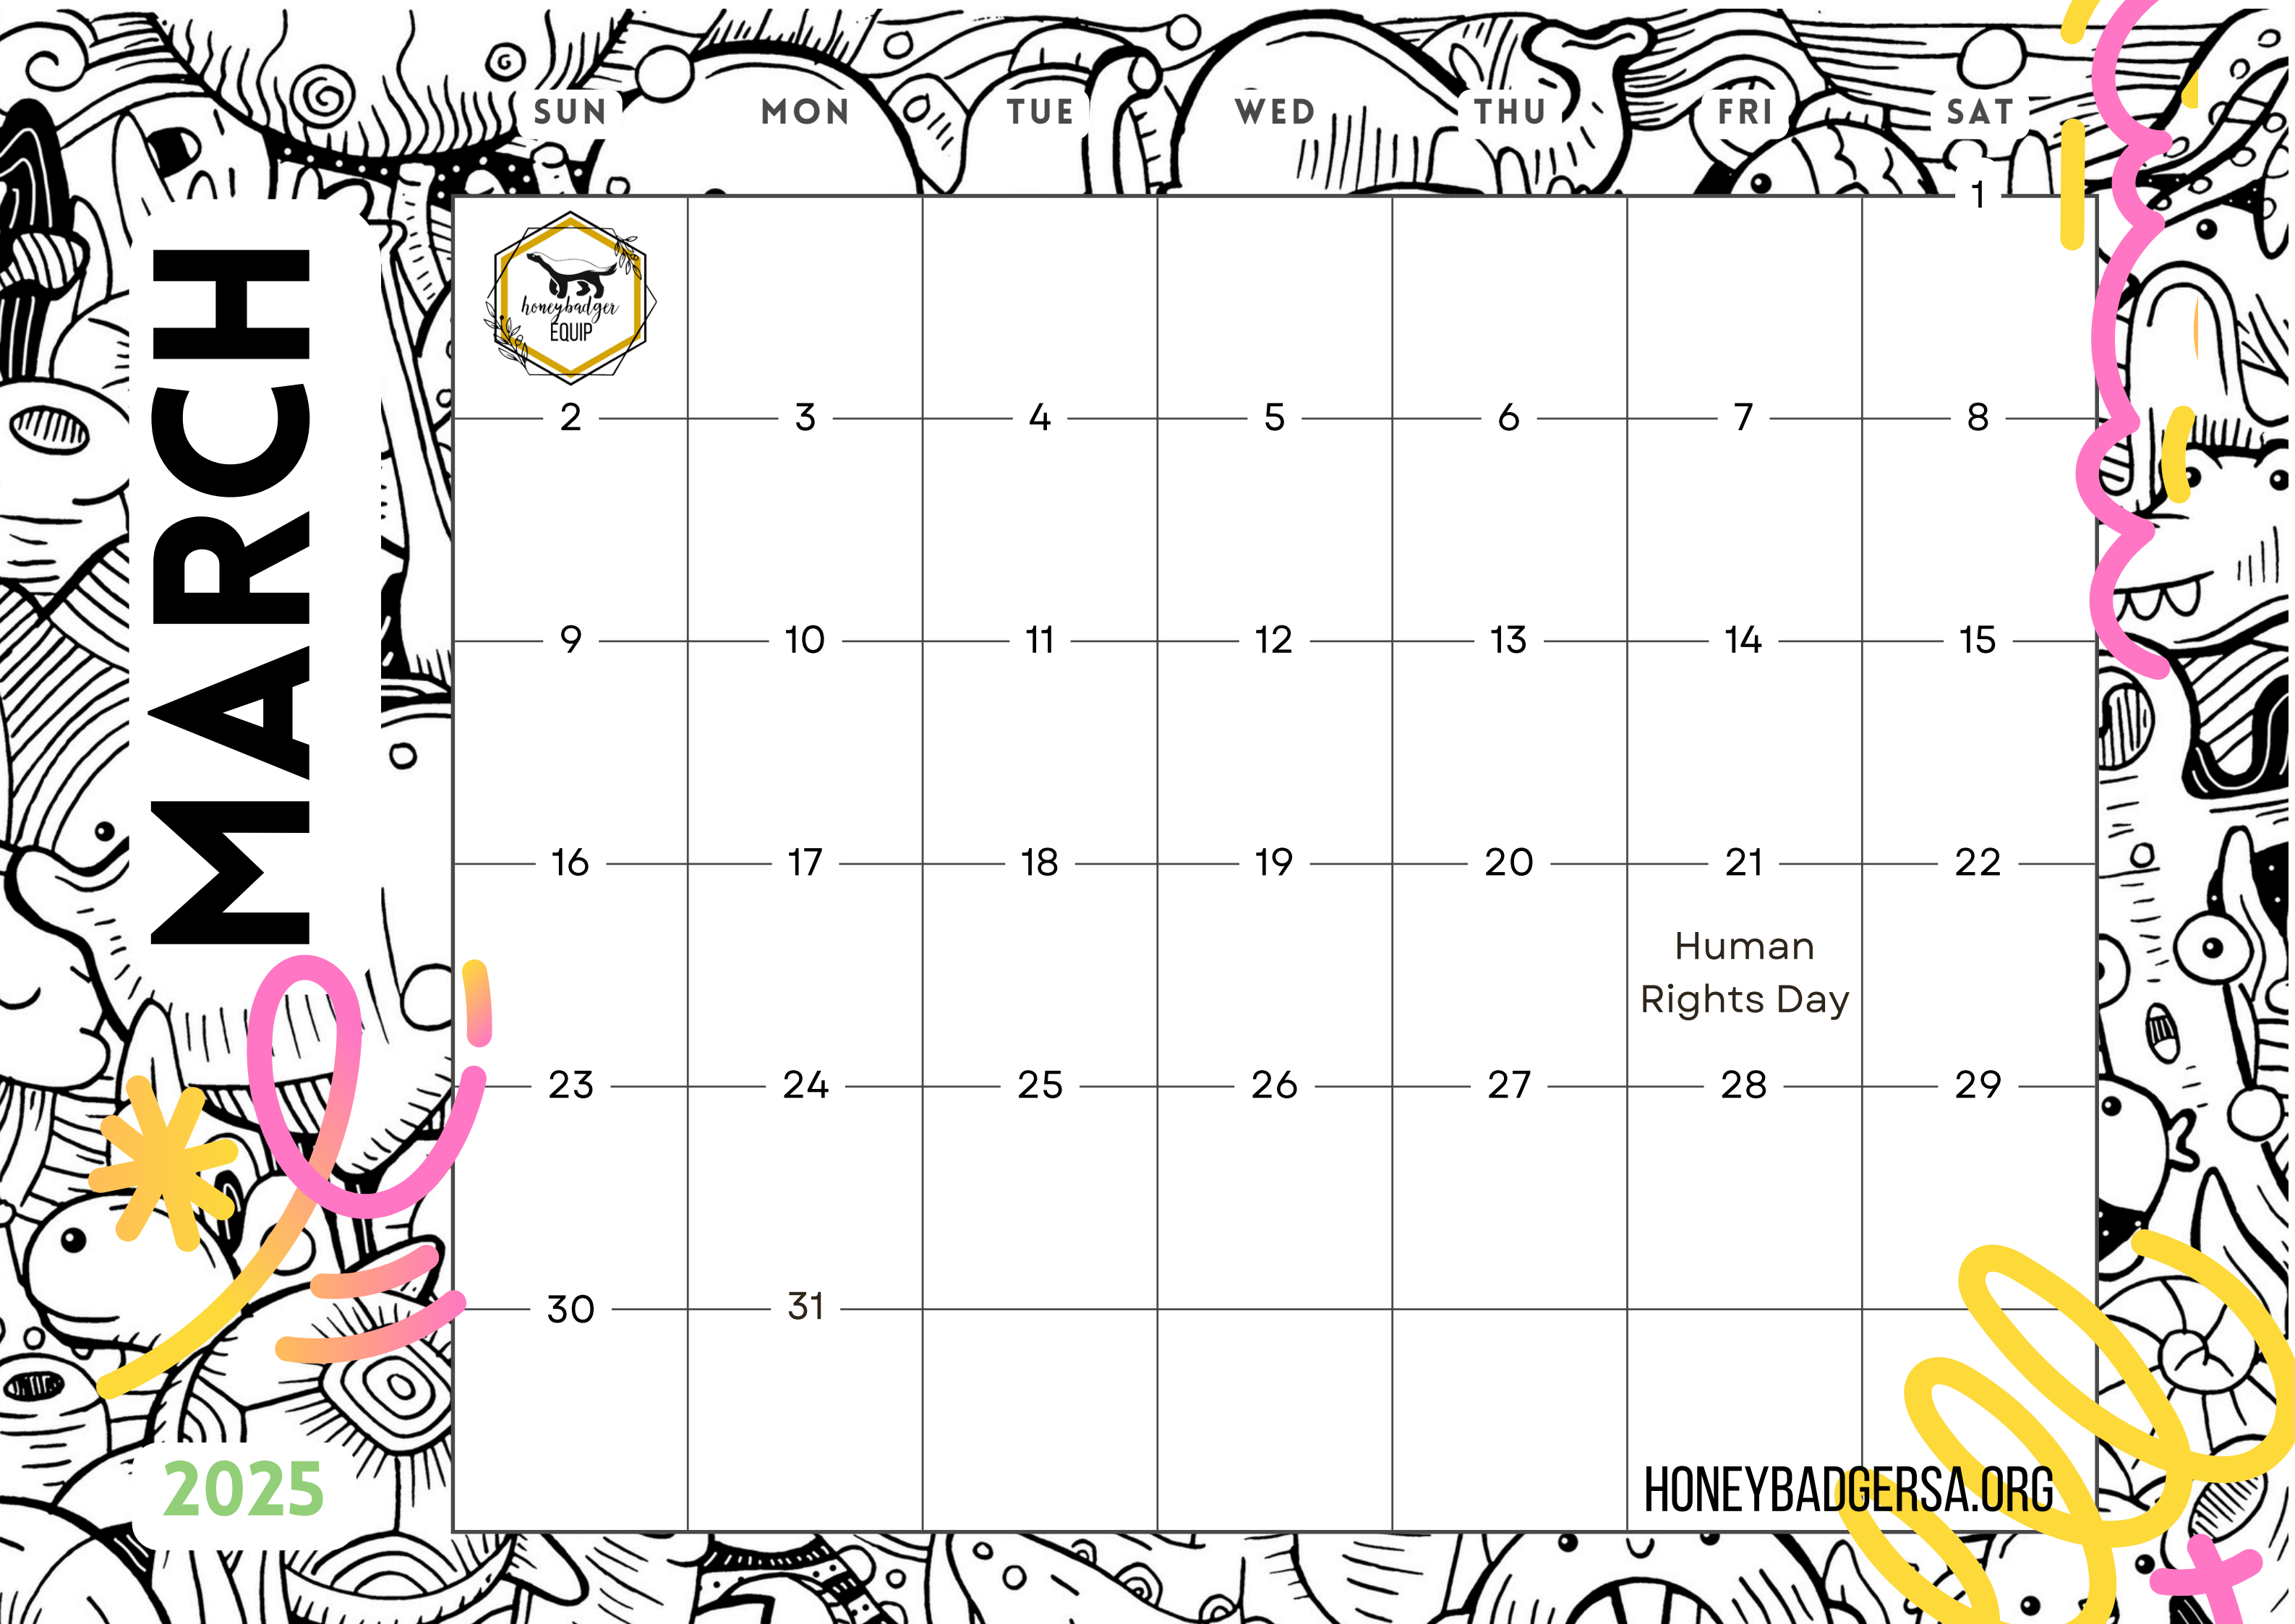 SUN MON TUE WED THU FRI SAT
1
honeybadger
EQUIP
MARCH
2 3 4 5 6 7 8
9 10 11 12 13 14 15
16 17 18 19 20 21 22
Human
Rights Day
23 24 25 26 27 28 29
30 31
2025
HONEYBADGERSA.ORG